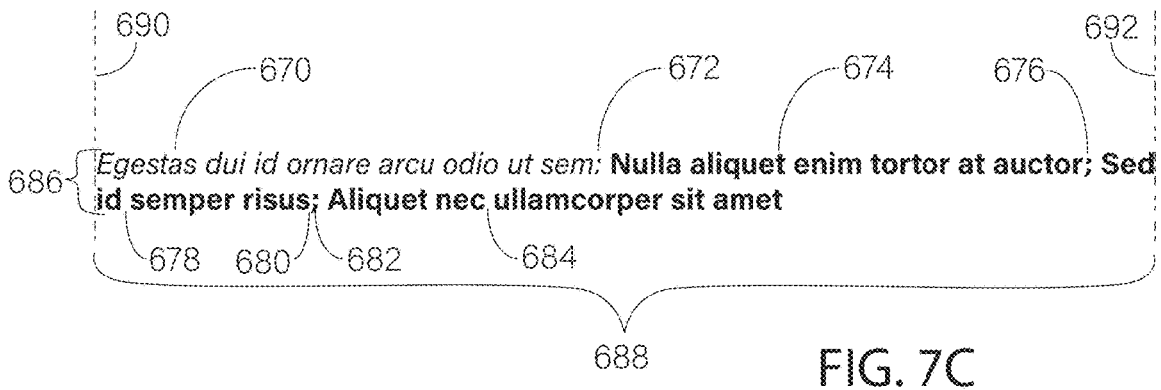 690 692
670 672 674 676
Egestas dui id ornare arcu odio ut sem: Nulla aliquet enim tortor at auctor; Sed
686
id semper risus; Aliquet nec ullamcorper sit amet
678 680 682 684
688
FIG. 7C